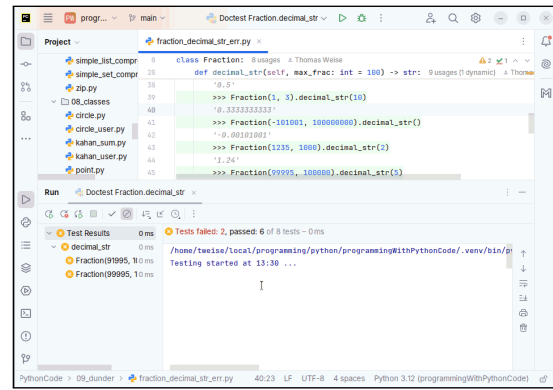 PW progr... main Doctest Fraction.decimal_str
Project fraction_decimal_str_err.py
simple_list_compr
simple_set_compr
zip.py
08_classes
circle.py
circle_user.py
kahan_sum.py
kahan_user.py
point.py
8 class Fraction: 8 usages Thomas Weise 2 1
28 def decimal_str(self, max_frac: int = 100) -> str: 9 usages (1 dynamic) Thom
38 '0.5'
39 >>> Fraction(1, 3).decimal_str(10)
40 '0.3333333333'
41 >>> Fraction(-101001, 100000000).decimal_str()
42 '-0.00101001'
43 >>> Fraction(1235, 1000).decimal_str(2)
44 '1.24'
45 >>> Fraction(99995, 100000).decimal_str(5)
Run Doctest Fraction.decimal_str
Test Results 0 ms
decimal_str 0 ms
Fraction(91995, 1 0 ms
Fraction(99995, 1 0 ms
Tests failed: 2, passed: 6 of 8 tests – 0 ms
/home/tweise/local/programming/python/programmingWithPythonCode/.venv/bin/p
Testing started at 13:30 ...
PythonCode > 09_dunder > fraction_decimal_str_err.py 40:23 LF UTF-8 4 spaces Python 3.12 (programmingWithPythonCode)